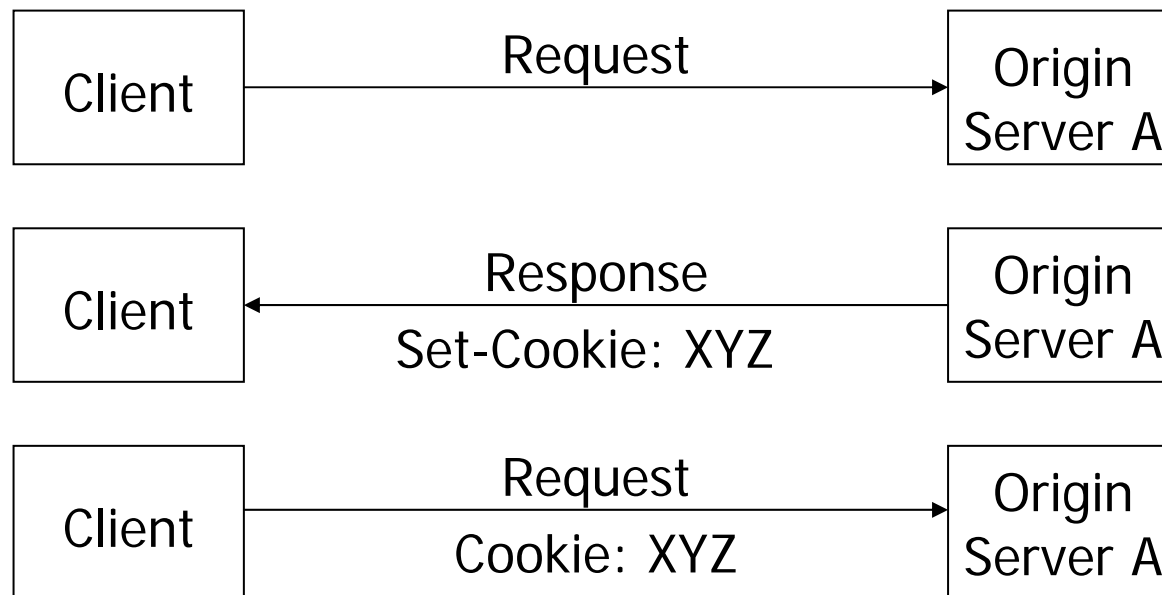 Client
Request
Origin
Server A
Client
Response
Set-Cookie: XYZ
Origin
Server A
Client
Request
Cookie: XYZ
Origin
Server A